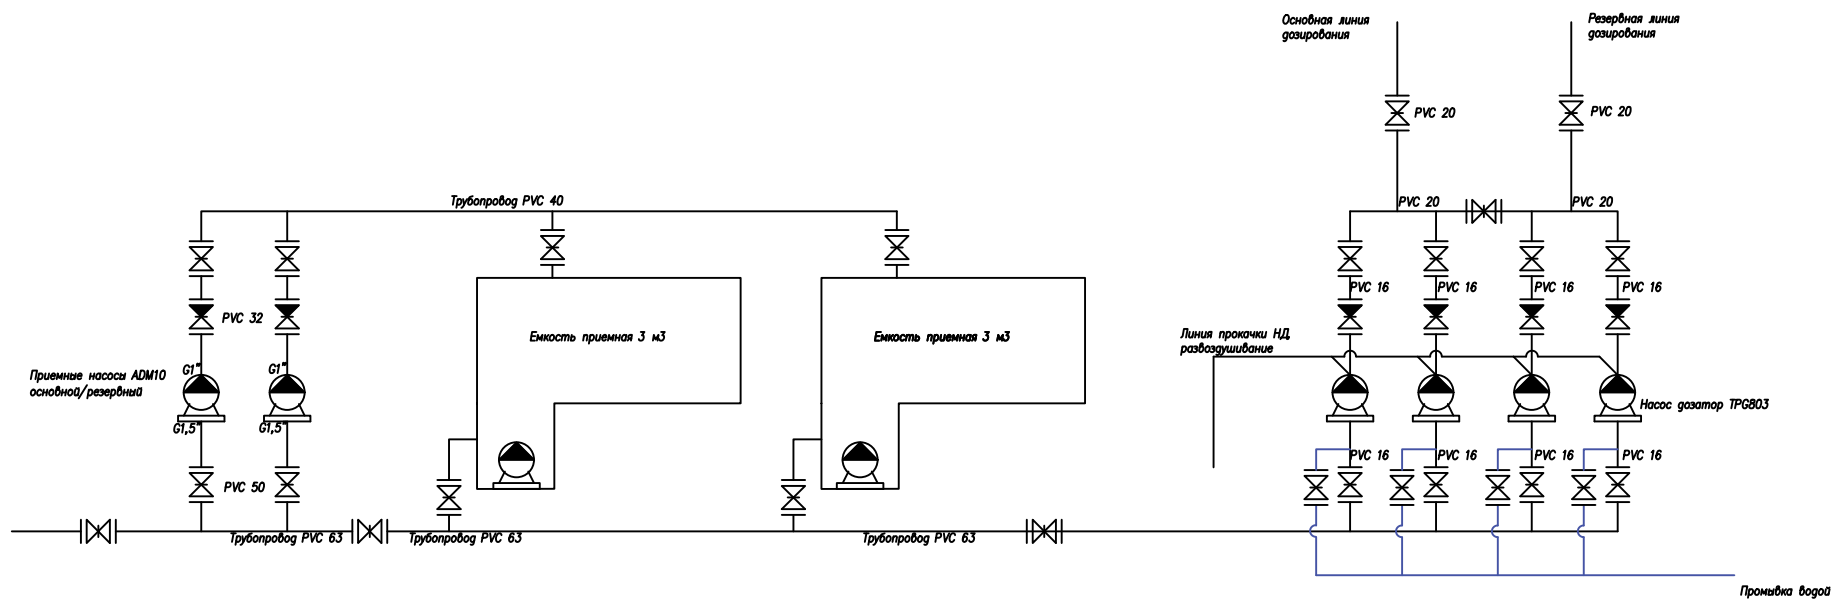 Основная линия
дозирования
Резервная линия
дозирования
PVC 20
PVC 20
Трубопровод PVC 40
PVC 20
PVC 20
PVC 16
PVC 16
PVC 16
PVC 16
PVC 32
Емкость приемная 3 м3
Емкость приемная 3 м3
Линия прокачки НД,
развоздушивание
G1"
G1"
Приемные насосы ADM10
основной/резервный
Насос дозатор TPG803
G1,5"
G1,5"
PVC 16
PVC 16
PVC 16
PVC 16
PVC 50
Трубопровод PVC 63
Трубопровод PVC 63
Трубопровод PVC 63
Промывка водой